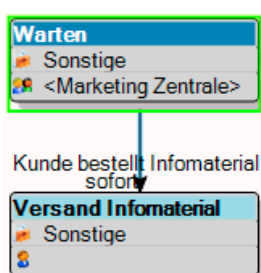 Warten
Sonstige
<Marketing Zentrale>
Kunde bestellt Infomaterial
sofort
Versand Infomaterial
Sonstige